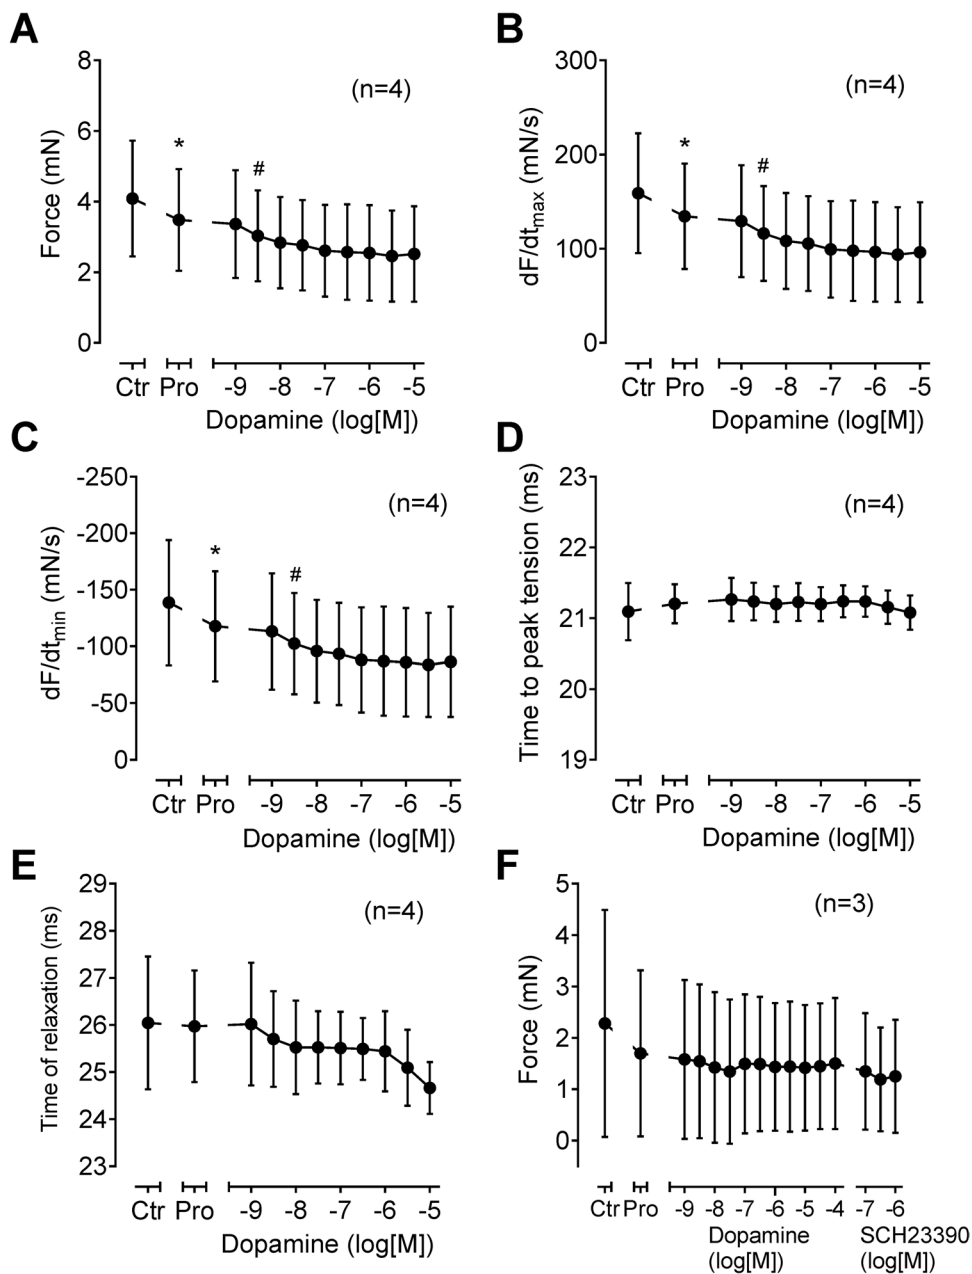 A
Force (mN)
8
6
4
2
0
(n=4)
*
#
Ctr Pro -9 -8 -7 -6 -5
Dopamine (log[M])
B
dF/dtmax (mN/s)
300
200
100
0
(n=4)
*
#
Ctr Pro -9 -8 -7 -6 -5
Dopamine (log[M])
C
dF/dtmin (mN/s)
-250
-200
-150
-100
-50
0
(n=4)
*
#
Ctr Pro -9 -8 -7 -6 -5
Dopamine (log[M])
D
Time to peak tension (ms)
23
22
21
20
19
(n=4)
Ctr Pro -9 -8 -7 -6 -5
Dopamine (log[M])
E
Time of relaxation (ms)
29
28
27
26
25
24
23
(n=4)
Ctr Pro -9 -8 -7 -6 -5
Dopamine (log[M])
F
Force (mN)
5
4
3
2
1
0
(n=3)
Ctr Pro -9 -8 -7 -6 -5 -4 -7 -6
Dopamine
(log[M])
SCH23390
(log[M])